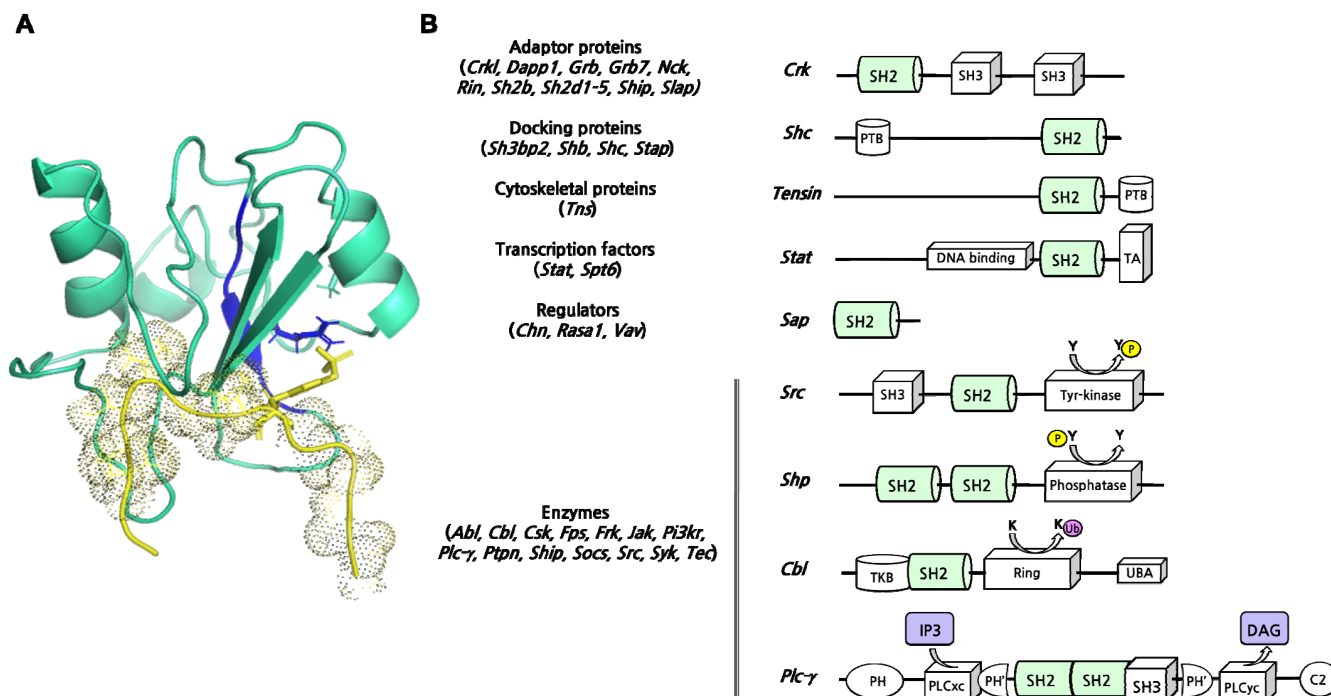 A
B
Adaptor proteins
(Crkl, Dapp1, Grb, Grb7, Nck,
Rin, Sh2b, Sh2d1-5, Ship, Slap)
Docking proteins
(Sh3bp2, Shb, Shc, Stap)
Cytoskeletal proteins
(Tns)
Transcription factors
(Stat, Spt6)
Regulators
(Chn, Rasa1, Vav)
Enzymes
(Abl, Cbl, Csk, Fps, Frk, Jak, Pi3kr,
Plc-γ, Ptpn, Ship, Socs, Src, Syk, Tec)
Crk SH2 SH3 SH3
Shc PTB SH2
Tensin SH2 PTB
Stat DNA binding SH2 TA
Sap SH2
Y Y P
Src SH3 SH2 Tyr-kinase
P Y Y
Shp SH2 SH2 Phosphatase
K K Ub
Cbl TKB SH2 Ring UBA
IP3 DAG
Plc-γ PH PLCxc PH' SH2 SH2 SH3 PH' PLCyc C2